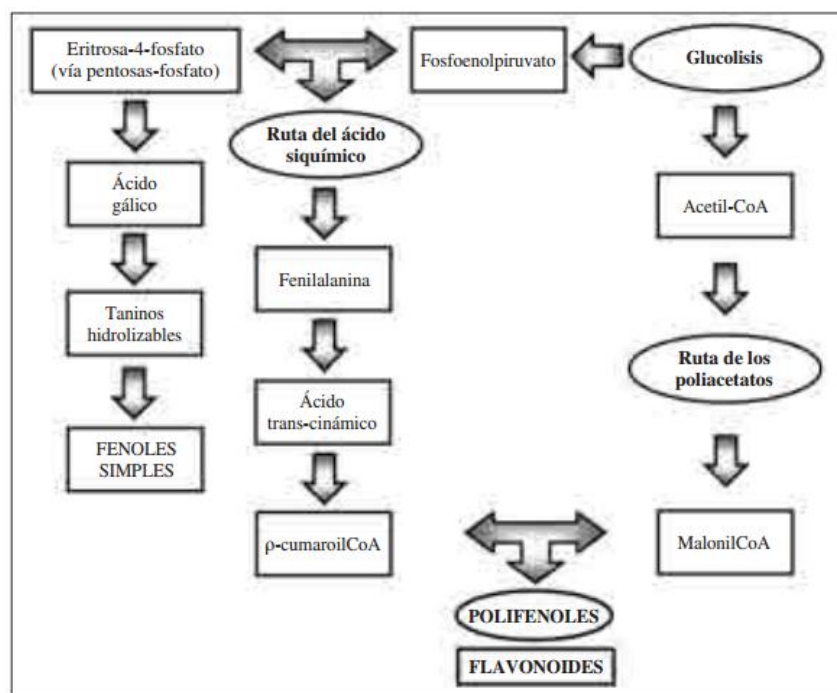 Eritrosa-4-fosfato
(vía pentosas-fosfato)
Fosfoenolpiruvato
Glucolisis
Ruta del ácido
siquímico
Ácido
gálico
Acetil-CoA
Fenilalanina
Taninos
hidrolizables
Ruta de los
poliacetatos
Ácido
trans-cinámico
FENOLES
SIMPLES
ρ-cumaroilCoA
MalonilCoA
POLIFENOLES
FLAVONOIDES